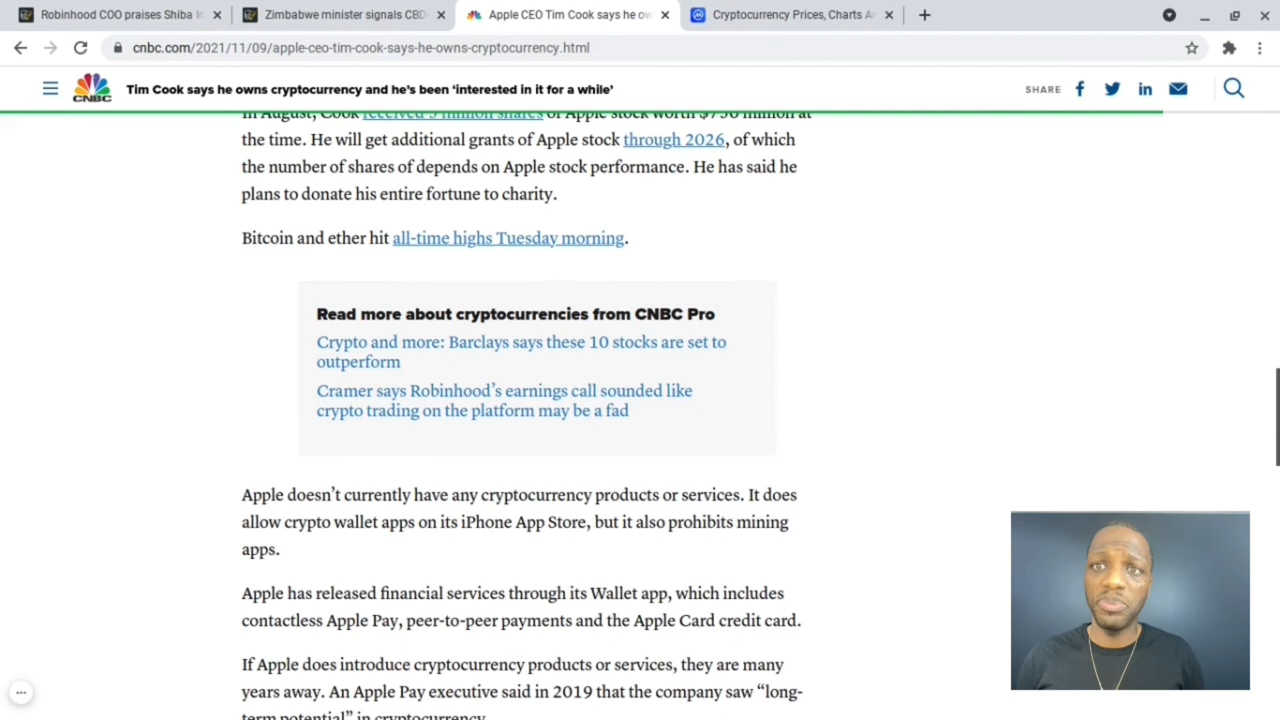 Robinhood COO praises Shiba In
Zimbabwe minister signals CBD
Apple CEO Tim Cook says he ow
Cryptocurrency Prices, Charts A
cnbc.com/2021/11/09/apple-ceo-tim-cook-says-he-owns-cryptocurrency.html
CNBC
Tim Cook says he owns cryptocurrency and he's been ‘interested in it for a while’
SHARE
In August, Cook received 5 million shares of Apple stock worth $750 million at
the time. He will get additional grants of Apple stock through 2026, of which
the number of shares of depends on Apple stock performance. He has said he
plans to donate his entire fortune to charity.
Bitcoin and ether hit all-time highs Tuesday morning.
Read more about cryptocurrencies from CNBC Pro
Crypto and more: Barclays says these 10 stocks are set to
outperform
Cramer says Robinhood’s earnings call sounded like
crypto trading on the platform may be a fad
Apple doesn’t currently have any cryptocurrency products or services. It does
allow crypto wallet apps on its iPhone App Store, but it also prohibits mining
apps.
Apple has released financial services through its Wallet app, which includes
contactless Apple Pay, peer-to-peer payments and the Apple Card credit card.
If Apple does introduce cryptocurrency products or services, they are many
years away. An Apple Pay executive said in 2019 that the company saw “long-
term potential” in cryptocurrency.